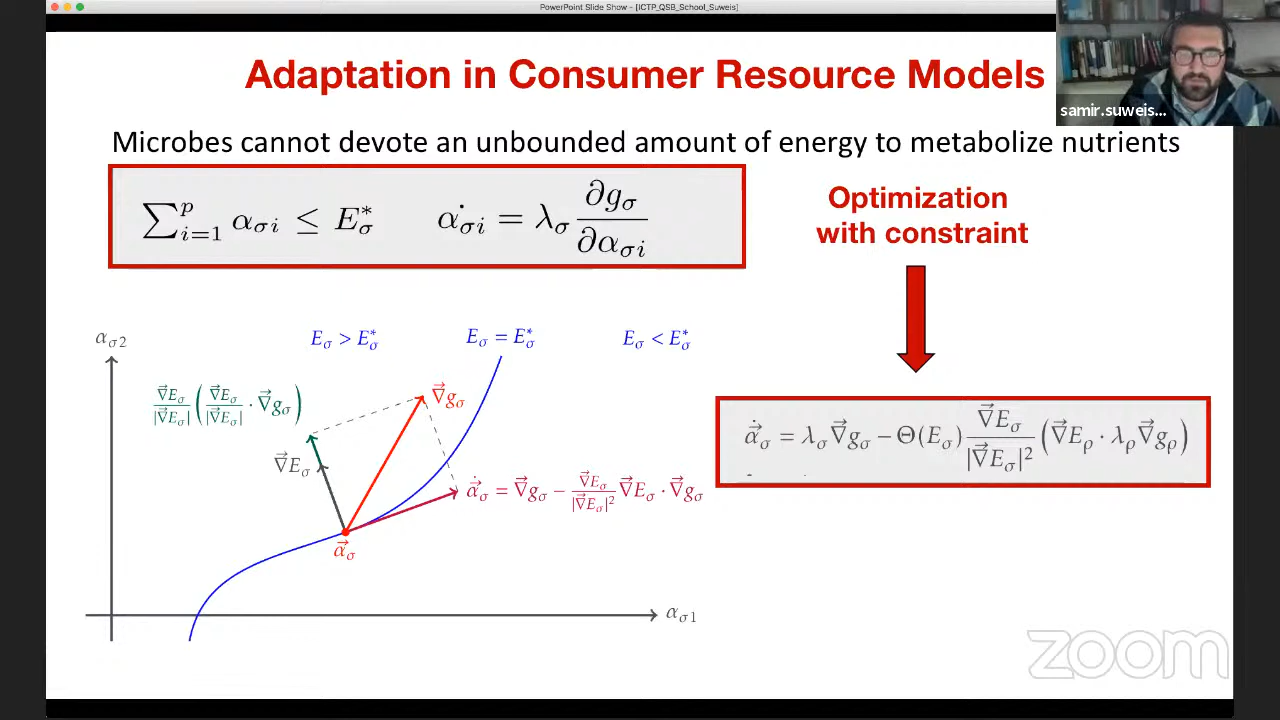 PowerPoint Slide Show - [ICTP_QSB_School_Suweis]
Adaptation in Consumer Resource Models
samir.suweis...
Microbes cannot devote an unbounded amount of energy to metabolize nutrients
∑ᵖᵢ₌₁ α_σi ≤ E*_σ    α̇_σi = λ_σ ∂g_σ/∂α_σi
Optimization
with constraint
α_σ2
E_σ > E*_σ    E_σ = E*_σ    E_σ < E*_σ
∇⃗E_σ/|∇⃗E_σ| (∇⃗E_σ/|∇⃗E_σ| · ∇⃗g_σ)
∇⃗g_σ
∇⃗E_σ
α⃗̇_σ = ∇⃗g_σ − ∇⃗E_σ/|∇⃗E_σ|² ∇⃗E_σ · ∇⃗g_σ
α⃗_σ
α_σ1
α⃗̇_σ = λ_σ∇⃗g_σ − Θ(E_σ) ∇⃗E_σ/|∇⃗E_σ|² (∇⃗E_ρ · λ_ρ∇⃗g_ρ)
zoom